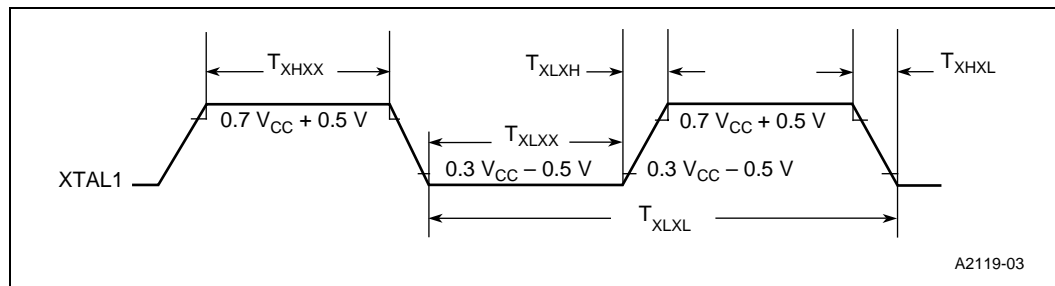 T_XHXX
T_XLXH
T_XHXL
0.7 V_CC + 0.5 V
T_XLXX
0.7 V_CC + 0.5 V
XTAL1
0.3 V_CC – 0.5 V
0.3 V_CC – 0.5 V
T_XLXL
A2119-03